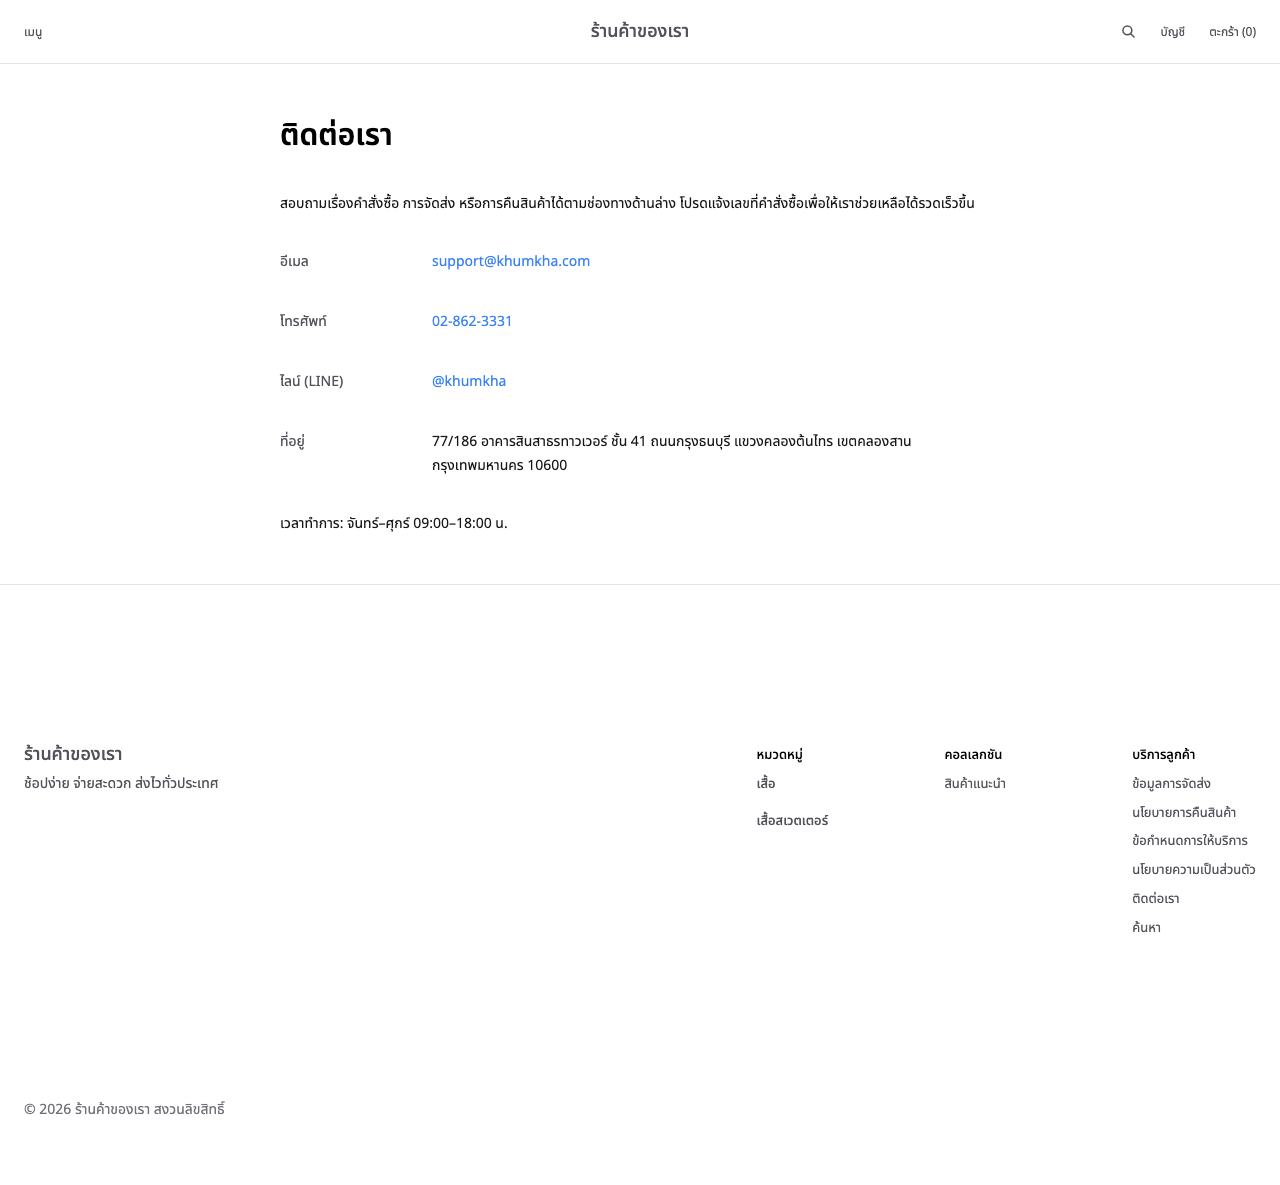 เมนู
ร้านค้าของเรา
บัญชี
ตะกร้า (0)
ติดต่อเรา
สอบถามเรื่องคำสั่งซื้อ การจัดส่ง หรือการคืนสินค้าได้ตามช่องทางด้านล่าง โปรดแจ้งเลขที่คำสั่งซื้อเพื่อให้เราช่วยเหลือได้รวดเร็วขึ้น
อีเมล support@khumkha.com
โทรศัพท์ 02-862-3331
ไลน์ (LINE) @khumkha
ที่อยู่ 77/186 อาคารสินสาธรทาวเวอร์ ชั้น 41 ถนนกรุงธนบุรี แขวงคลองต้นไทร เขตคลองสาน
กรุงเทพมหานคร 10600
เวลาทำการ: จันทร์–ศุกร์ 09:00–18:00 น.
ร้านค้าของเรา
ช้อปง่าย จ่ายสะดวก ส่งไวทั่วประเทศ
หมวดหมู่
เสื้อ
เสื้อสเวตเตอร์
คอลเลกชัน
สินค้าแนะนำ
บริการลูกค้า
ข้อมูลการจัดส่ง
นโยบายการคืนสินค้า
ข้อกำหนดการให้บริการ
นโยบายความเป็นส่วนตัว
ติดต่อเรา
ค้นหา
© 2026 ร้านค้าของเรา สงวนลิขสิทธิ์